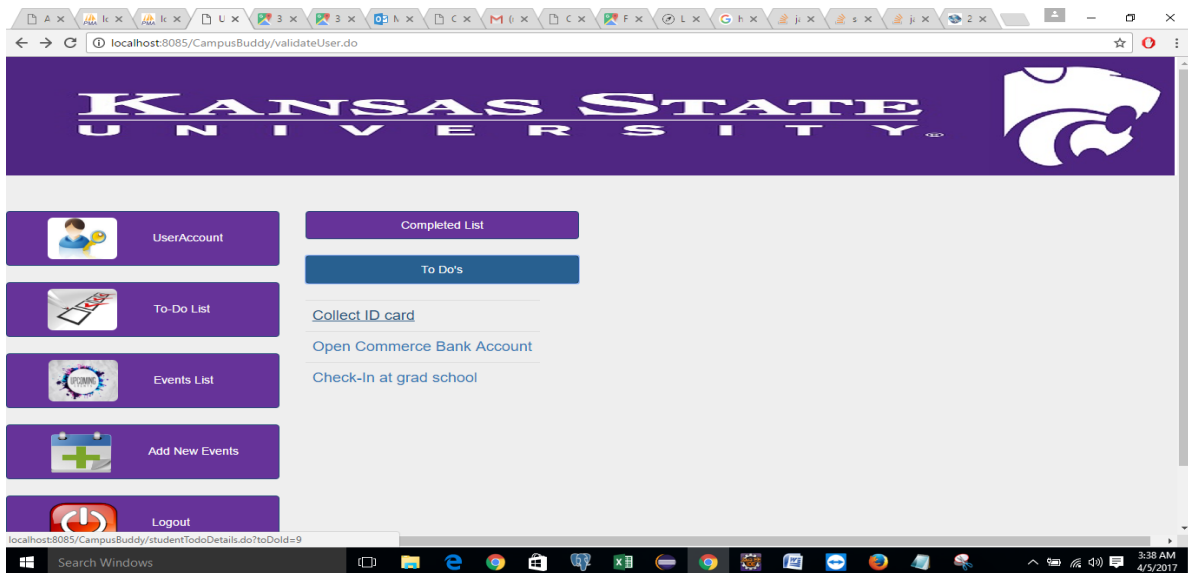 localhost:8085/CampusBuddy/validateUser.do
KANSAS STATE
UNIVERSITY
UserAccount
To-Do List
UPCOMING
Events List
Add New Events
Logout
Completed List
To Do's
Collect ID card
Open Commerce Bank Account
Check-In at grad school
localhost:8085/CampusBuddy/studentTodoDetails.do?toDoId=9
Search Windows
3:38 AM
4/5/2017